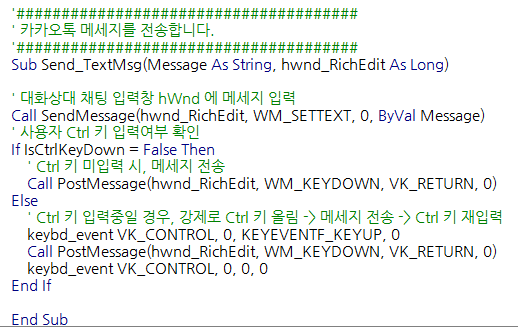 '######################################
' 카카오톡 메세지를 전송합니다.
'######################################
Sub Send_TextMsg(Message As String, hwnd_RichEdit As Long)
' 대화상대 채팅 입력창 hWnd 에 메세지 입력
Call SendMessage(hwnd_RichEdit, WM_SETTEXT, 0, ByVal Message)
' 사용자 Ctrl 키 입력여부 확인
If IsCtrlKeyDown = False Then
' Ctrl 키 미입력 시, 메세지 전송
Call PostMessage(hwnd_RichEdit, WM_KEYDOWN, VK_RETURN, 0)
Else
' Ctrl 키 입력중일 경우, 강제로 Ctrl 키 올림 -> 메세지 전송 -> Ctrl 키 재입력
keybd_event VK_CONTROL, 0, KEYEVENTF_KEYUP, 0
Call PostMessage(hwnd_RichEdit, WM_KEYDOWN, VK_RETURN, 0)
keybd_event VK_CONTROL, 0, 0, 0
End If
End Sub